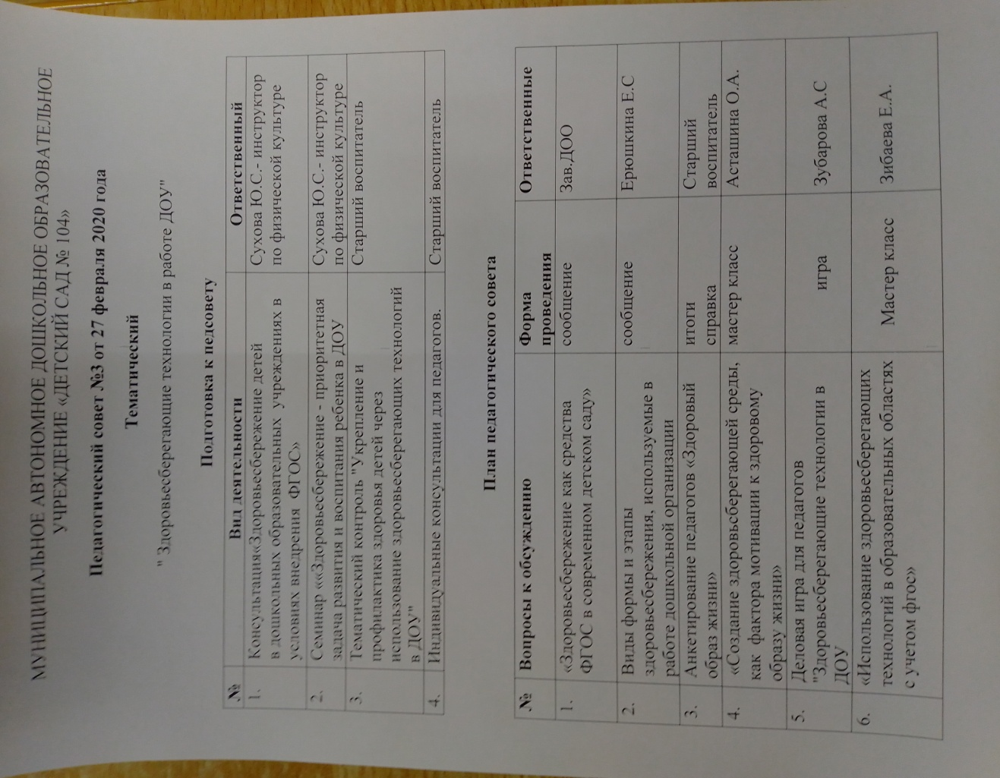 МУНИЦИПАЛЬНОЕ АВТОНОМНОЕ ДОШКОЛЬНОЕ ОБРАЗОВАТЕЛЬНОЕ
УЧРЕЖДЕНИЕ «ДЕТСКИЙ САД № 104»
Педагогический совет №3 от 27 февраля 2020 года
Тематический
" Здоровьесберегающие технологии в работе ДОУ"
Подготовка к педсовету
№ Вид деятельности Ответственный
1. Консультация«Здоровьесбережение детей Сухова Ю.С.- инструктор
в дошкольных образовательных учреждениях в по физической культуре
условиях внедрения ФГОС»
2. Семинар ««Здоровьесбережение - приоритетная Сухова Ю.С.- инструктор
задача развития и воспитания ребенка в ДОУ по физической культуре
3. Тематический контроль "Укрепление и Старший воспитатель
профилактика здоровья детей через
использование здоровьесберегающих технологий
в ДОУ"
4. Индивидуальные консультации для педагогов. Старший воспитатель
План педагогического совета
№ Вопросы к обсуждению Форма Ответственные
проведения
1. «Здоровьесбережение как средства сообщение Зав.ДОО
ФГОС в современном детском саду»
2. Виды формы и этапы сообщение Ерюшкина Е.С
здоровьесбережения, используемые в
работе дошкольной организации
3. Анкетирование педагогов «Здоровый итоги Старший
образ жизни» справка воспитатель
4. «Создание здоровьсберегающей среды, мастер класс Асташина О.А.
как фактора мотивации к здоровому
образу жизни»
5. Деловая игра для педагогов игра Зубарова А.С
"Здоровьесберегающие технологии в
ДОУ
6. «Использование здоровьесберегающих Мастер класс Зибаева Е.А.
технологий в образовательных областях
с учетом фгос»